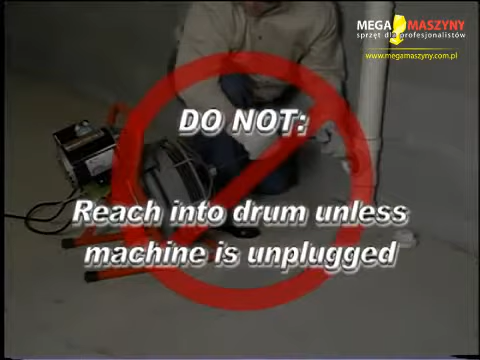 MEGA MASZYNY
sprzęt dla profesjonalistów
www.megamaszyny.com.pl
DO NOT:
Reach into drum unless
machine is unplugged